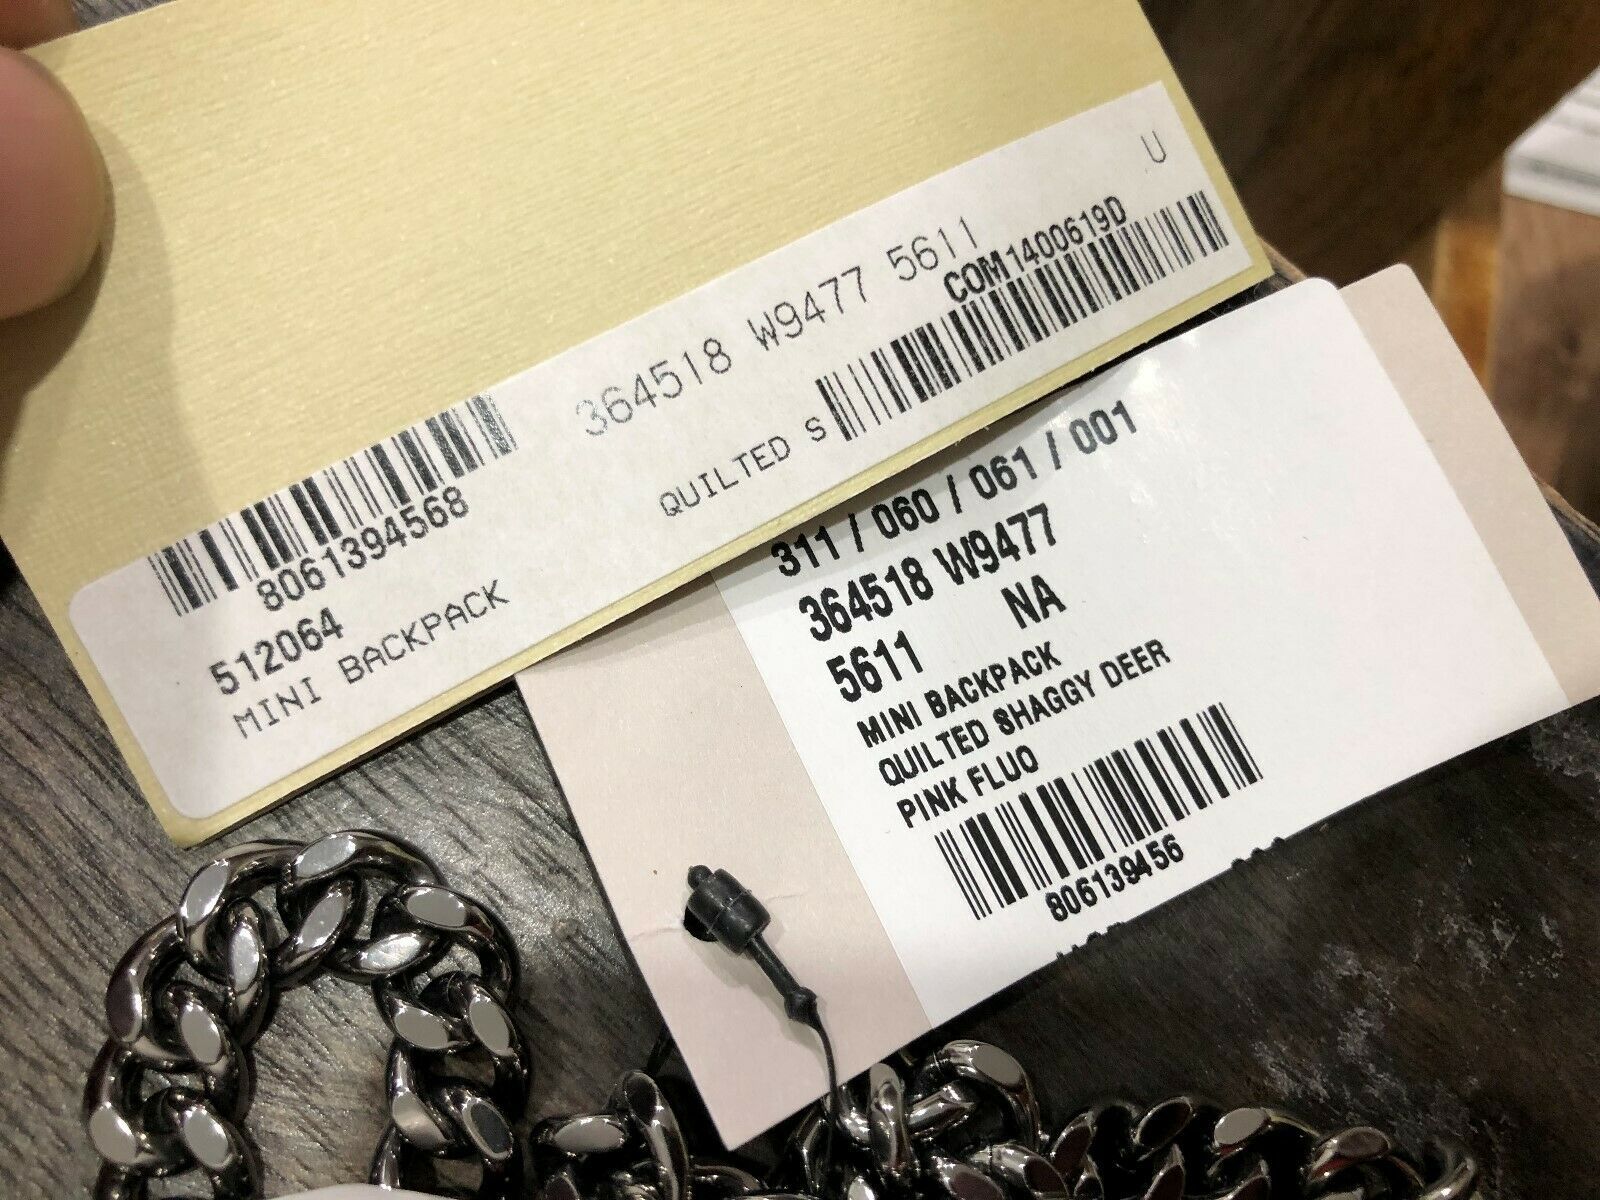 U
364518 W9477 5611
COM1400619D
QUILTED S
8061394568
512064
MINI BACKPACK
311 / 060 / 061 / 001
364518 W9477
5611 NA
MINI BACKPACK
QUILTED SHAGGY DEER
PINK FLUO
806139456